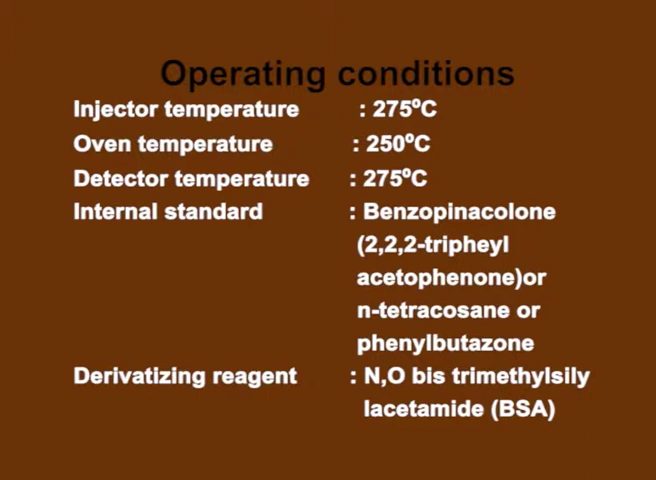 Operating conditions
Injector temperature : 275ºC
Oven temperature : 250ºC
Detector temperature : 275ºC
Internal standard : Benzopinacolone
(2,2,2-tripheyl
acetophenone)or
n-tetracosane or
phenylbutazone
Derivatizing reagent : N,O bis trimethylsily
lacetamide (BSA)